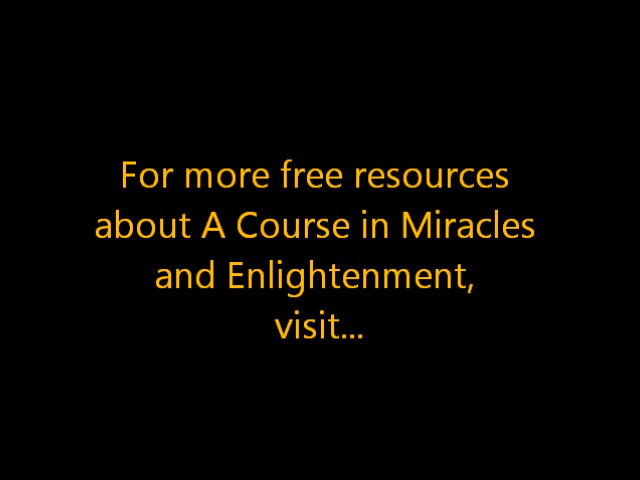 For more free resources
about A Course in Miracles
and Enlightenment,
visit...